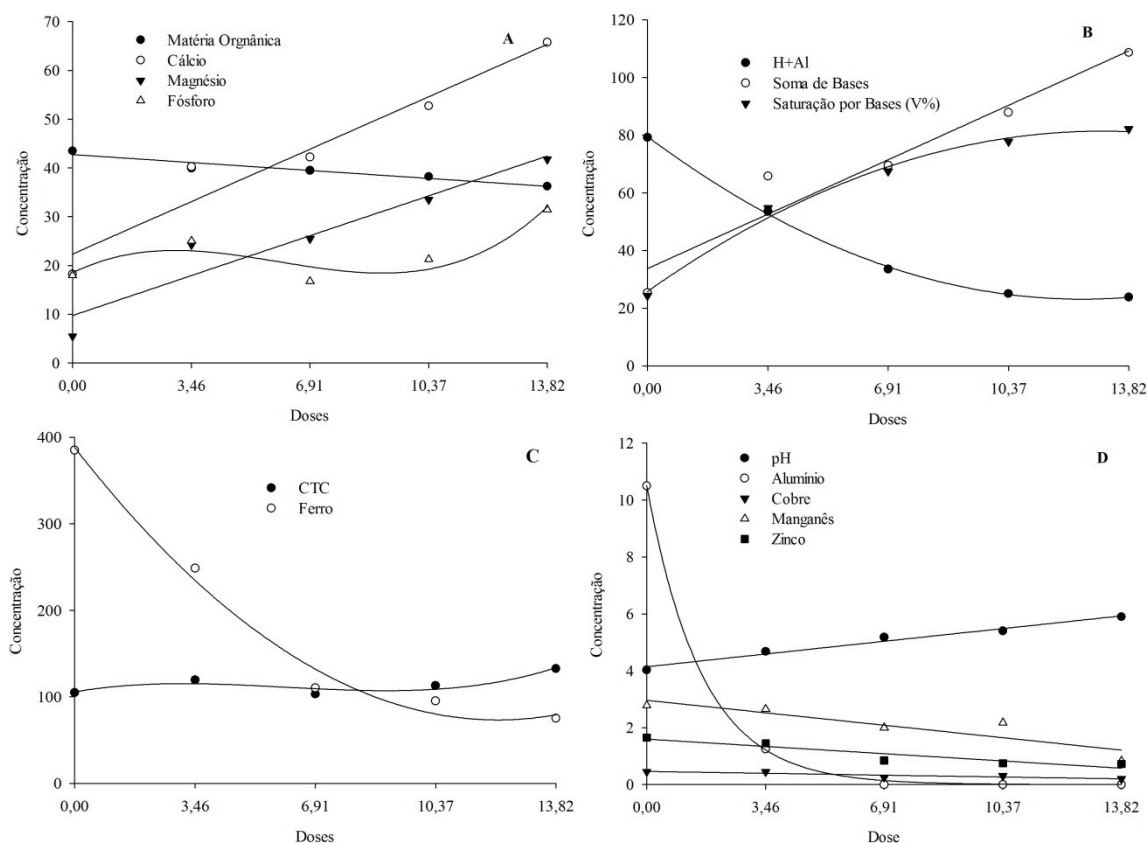 A
Matéria Orgnânica
Cálcio
Magnésio
Fósforo
70
60
50
40
30
20
10
0
Concentração
0,00 3,46 6,91 10,37 13,82
Doses
B
H+Al
Soma de Bases
Saturação por Bases (V%)
120
100
80
60
40
20
0
Concentração
0,00 3,46 6,91 10,37 13,82
Doses
C
CTC
Ferro
400
300
200
100
0
Concentração
0,00 3,46 6,91 10,37 13,82
Doses
D
pH
Alumínio
Cobre
Manganês
Zinco
12
10
8
6
4
2
0
Concentração
0,00 3,46 6,91 10,37 13,82
Dose